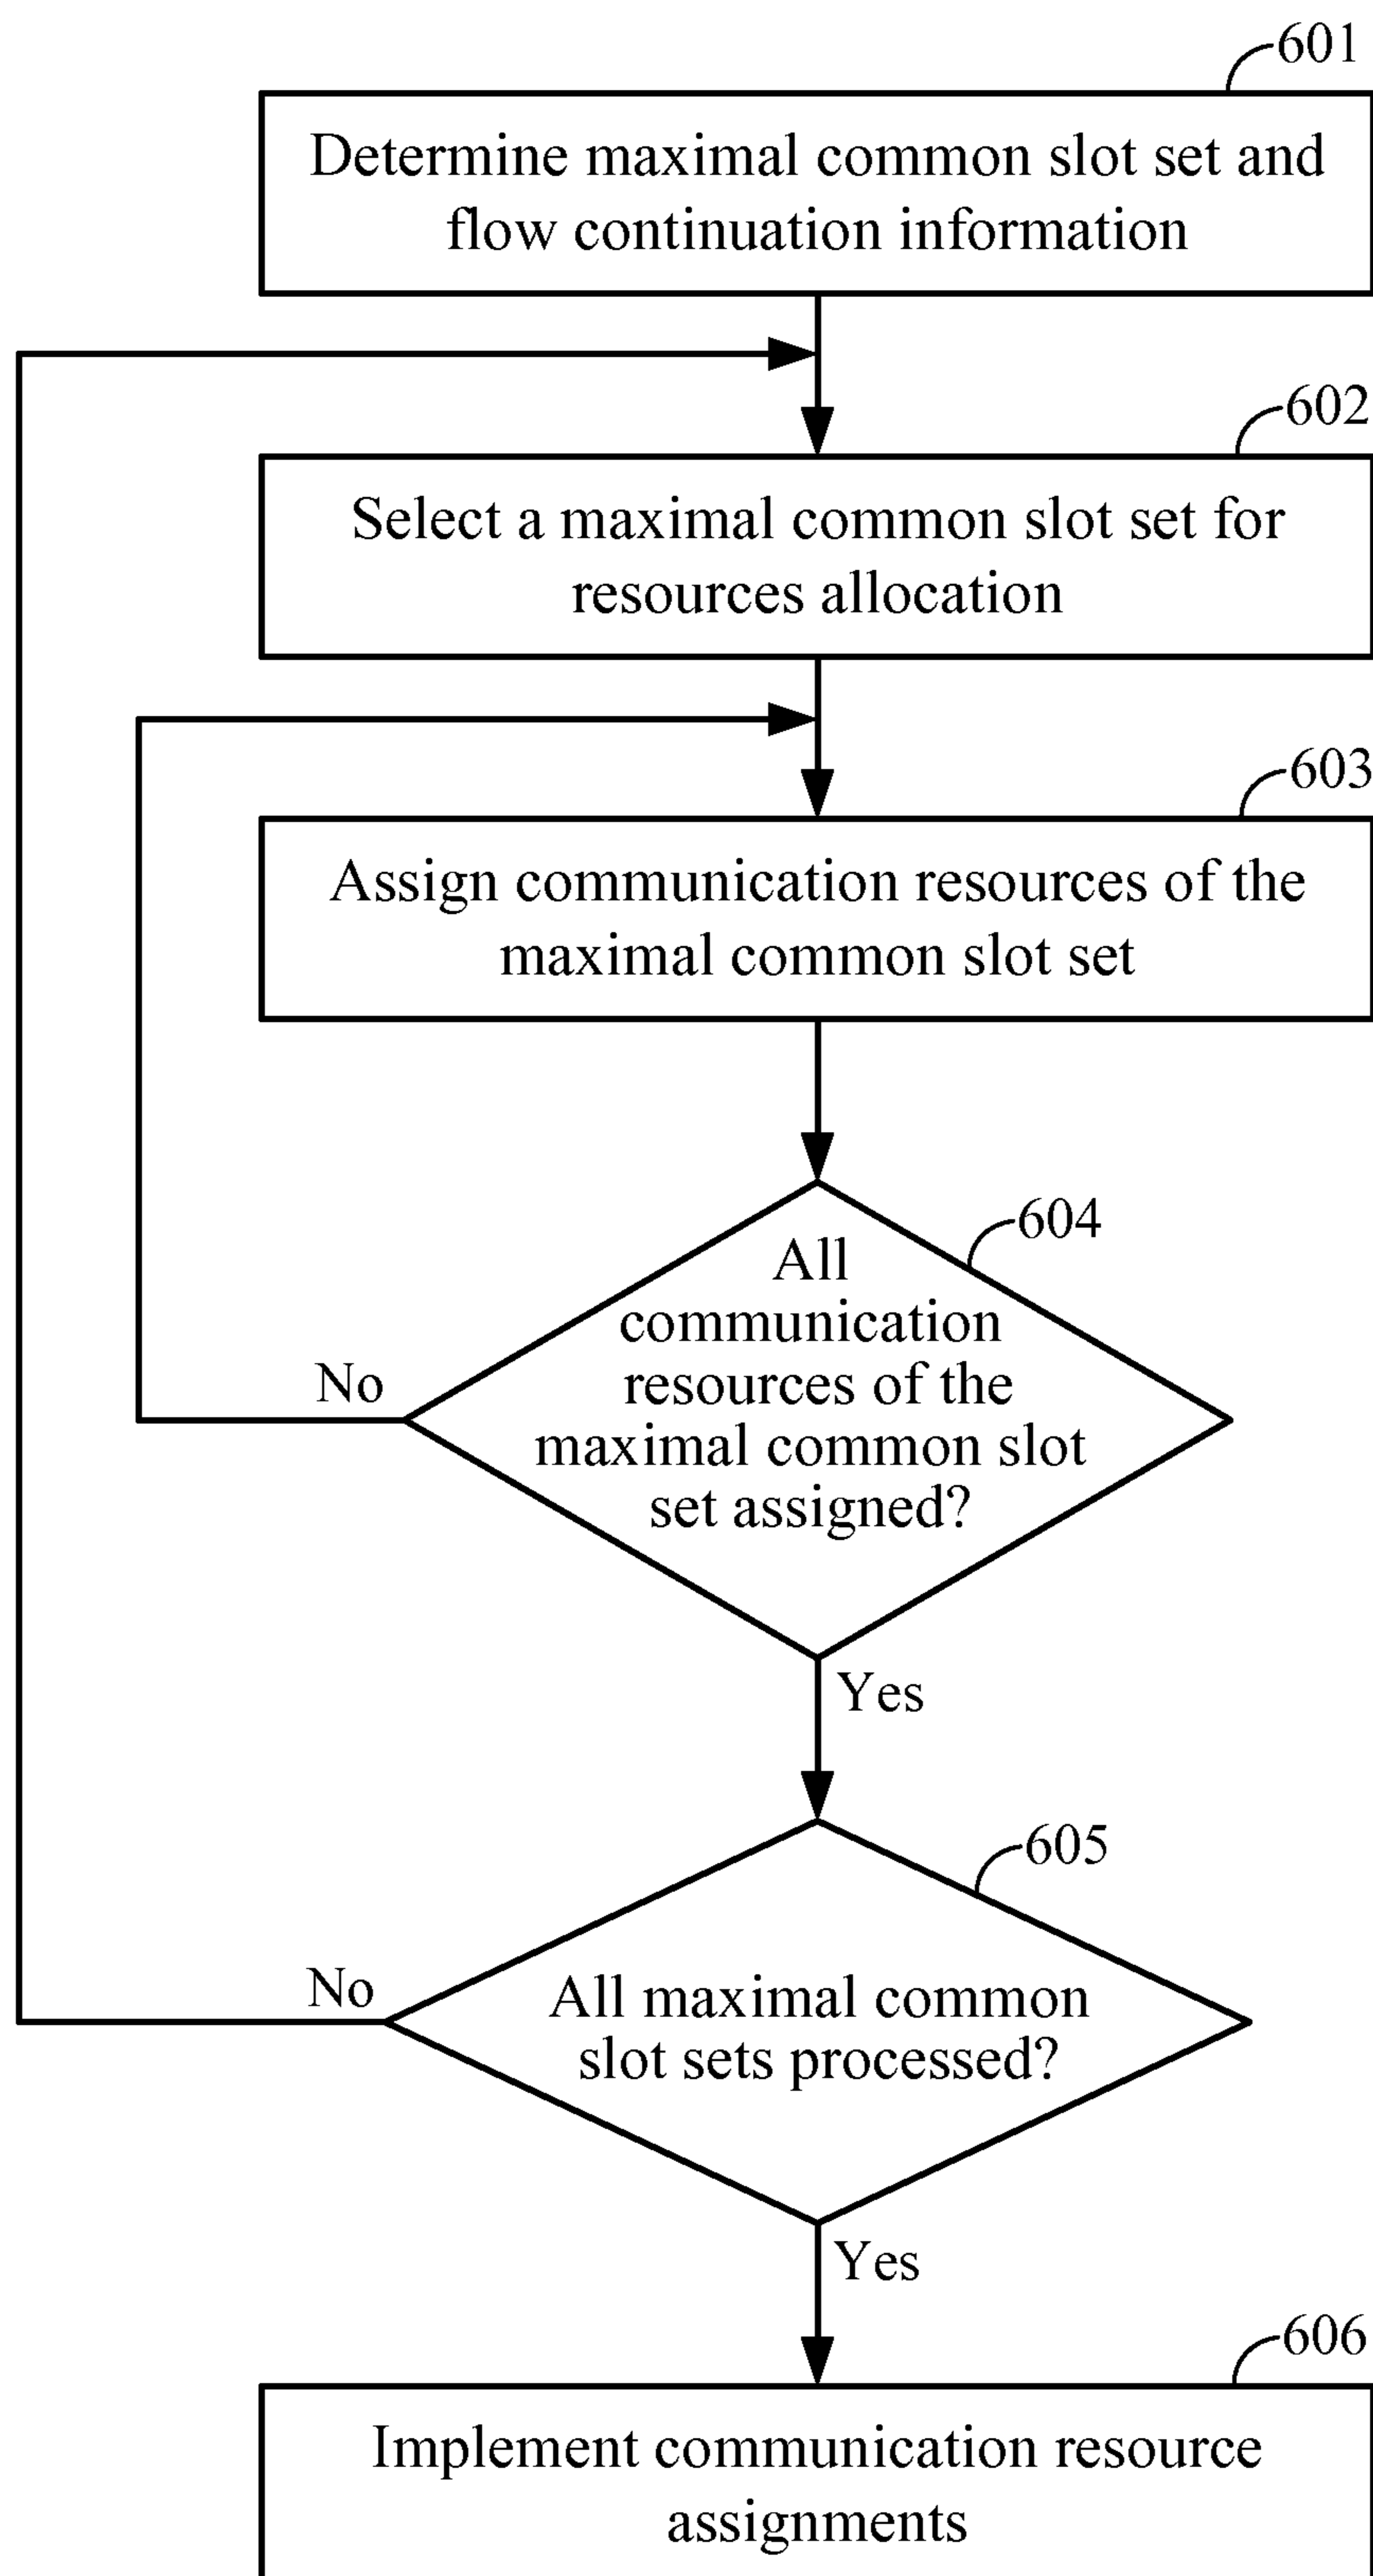 601
Determine maximal common slot set and
flow continuation information
602
Select a maximal common slot set for
resources allocation
603
Assign communication resources of the
maximal common slot set
604
All
communication
resources of the
maximal common slot
set assigned?
No
Yes
605
All maximal common
slot sets processed?
No
Yes
606
Implement communication resource
assignments